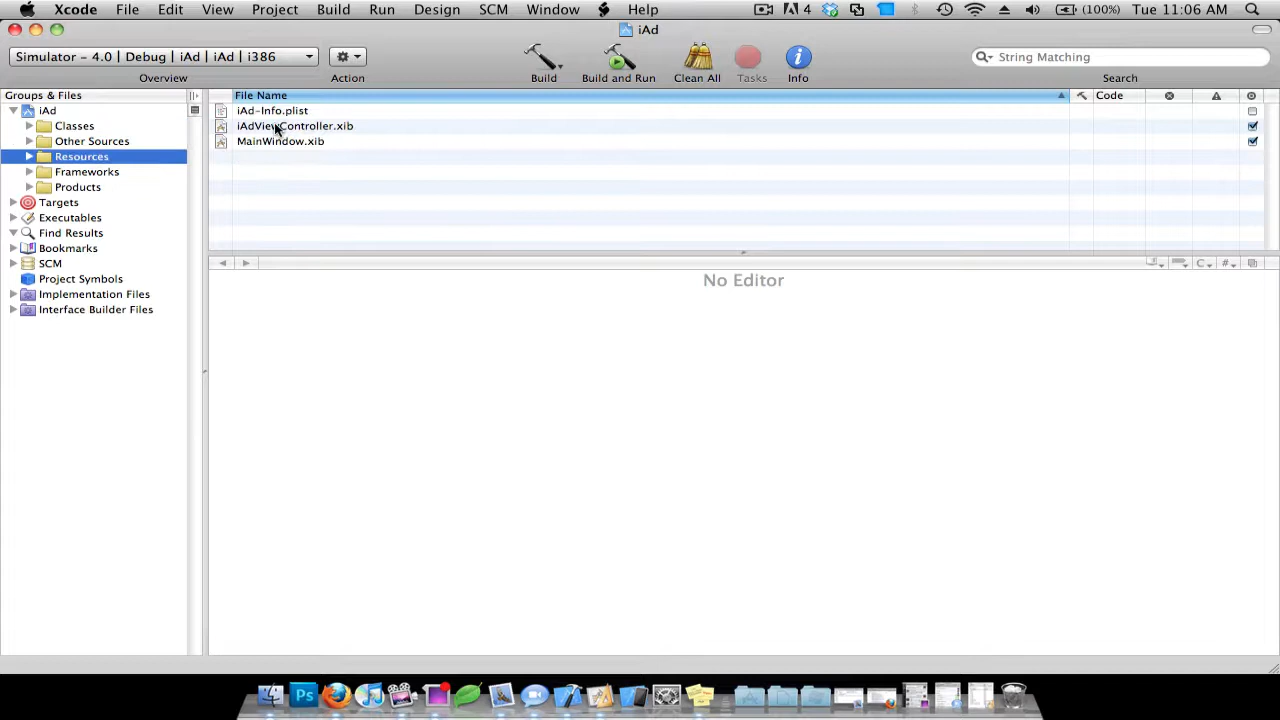 Xcode File Edit View Project Build Run Design SCM Window Help 4 (100%) Tue 11:06 AM
iAd
Simulator - 4.0 | Debug | iAd | iAd | i386
String Matching
Overview Action Build Build and Run Clean All Tasks Info Search
Groups & Files File Name Code
iAd
Classes
Other Sources
Resources
Frameworks
Products
Targets
Executables
Find Results
Bookmarks
SCM
Project Symbols
Implementation Files
Interface Builder Files
iAd-Info.plist
iAdViewController.xib
MainWindow.xib
C #
No Editor
Ps